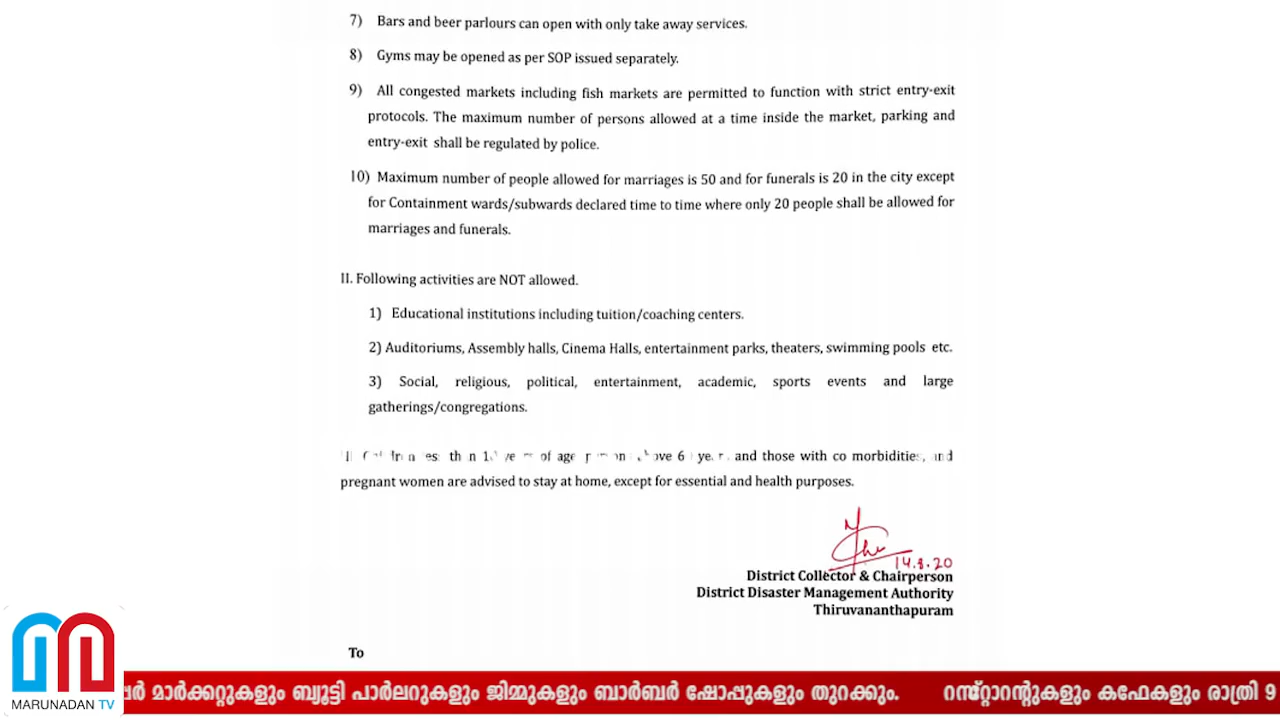 7) Bars and beer parlours can open with only take away services.
8) Gyms may be opened as per SOP issued separately.
9) All congested markets including fish markets are permitted to function with strict entry-exit
protocols. The maximum number of persons allowed at a time inside the market, parking and
entry-exit shall be regulated by police.
10) Maximum number of people allowed for marriages is 50 and for funerals is 20 in the city except
for Containment wards/subwards declared time to time where only 20 people shall be allowed for
marriages and funerals.
II. Following activities are NOT allowed.
1) Educational institutions including tuition/coaching centers.
2) Auditoriums, Assembly halls, Cinema Halls, entertainment parks, theaters, swimming pools etc.
3) Social, religious, political, entertainment, academic, sports events and large
gatherings/congregations.
of age and those with co morbidities, and
pregnant women are advised to stay at home, except for essential and health purposes.
14.8.20
District Collector & Chairperson
District Disaster Management Authority
Thiruvananthapuram
To
MARUNADAN TV
മാർക്കറ്റുകളും ബ്യൂട്ടി പാർലറുകളും ജിമ്മുകളും ബാർബർ ഷോപ്പുകളും തുറക്കും. റസ്റ്റോറന്റുകളും കഫേകളും രാത്രി 9